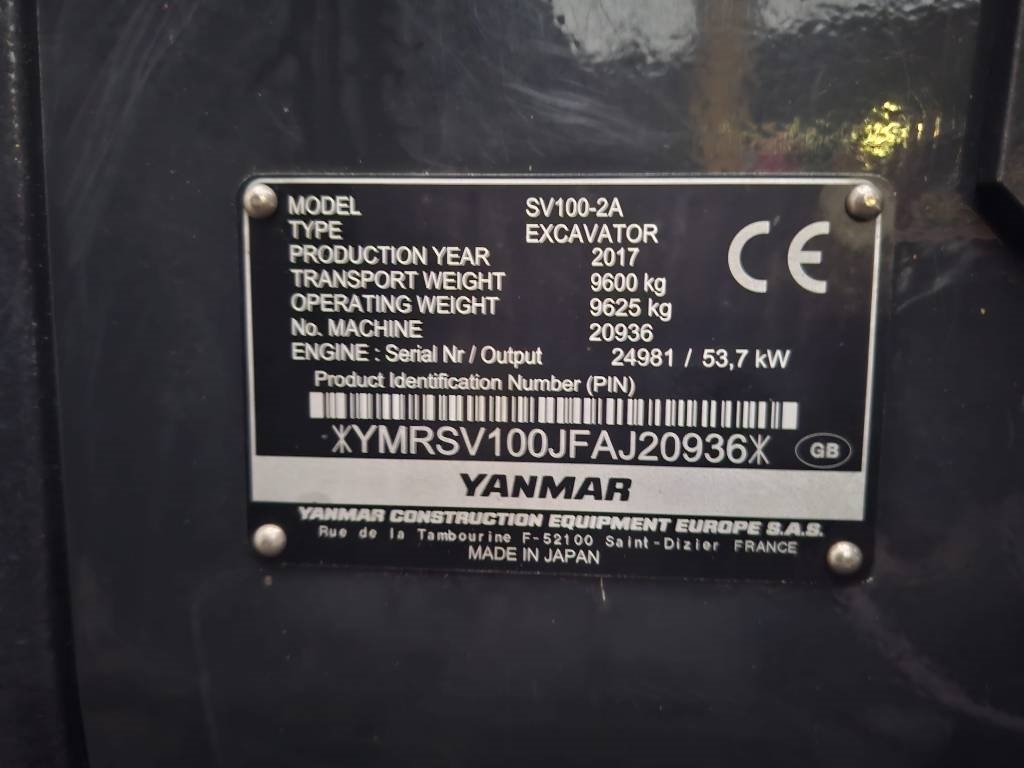 MODEL SV100-2A
TYPE EXCAVATOR
PRODUCTION YEAR 2017
TRANSPORT WEIGHT 9600 kg
OPERATING WEIGHT 9625 kg
No. MACHINE 20936
ENGINE : Serial Nr / Output 24981 / 53,7 kW
CE
Product Identification Number (PIN)
YMRSV100JFAJ20936
GB
YANMAR
YANMAR CONSTRUCTION EQUIPMENT EUROPE S.A.S.
Rue de la Tambourine F-52100 Saint-Dizier FRANCE
MADE IN JAPAN